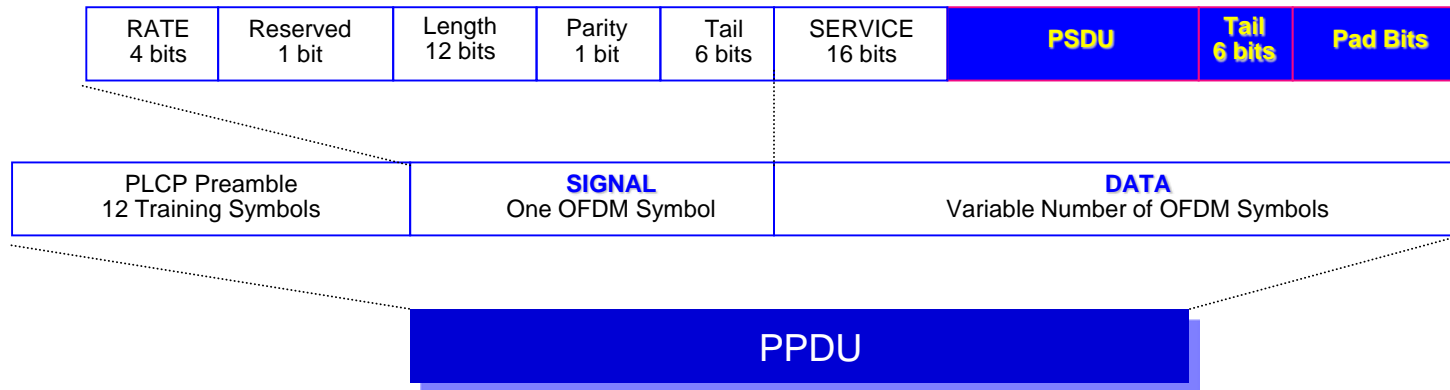 RATE
4 bits
Reserved
1 bit
Length
12 bits
Parity
1 bit
Tail
6 bits
SERVICE
16 bits
PSDU
Tail
6 bits
Pad Bits
PLCP Preamble
12 Training Symbols
SIGNAL
One OFDM Symbol
DATA
Variable Number of OFDM Symbols
PPDU